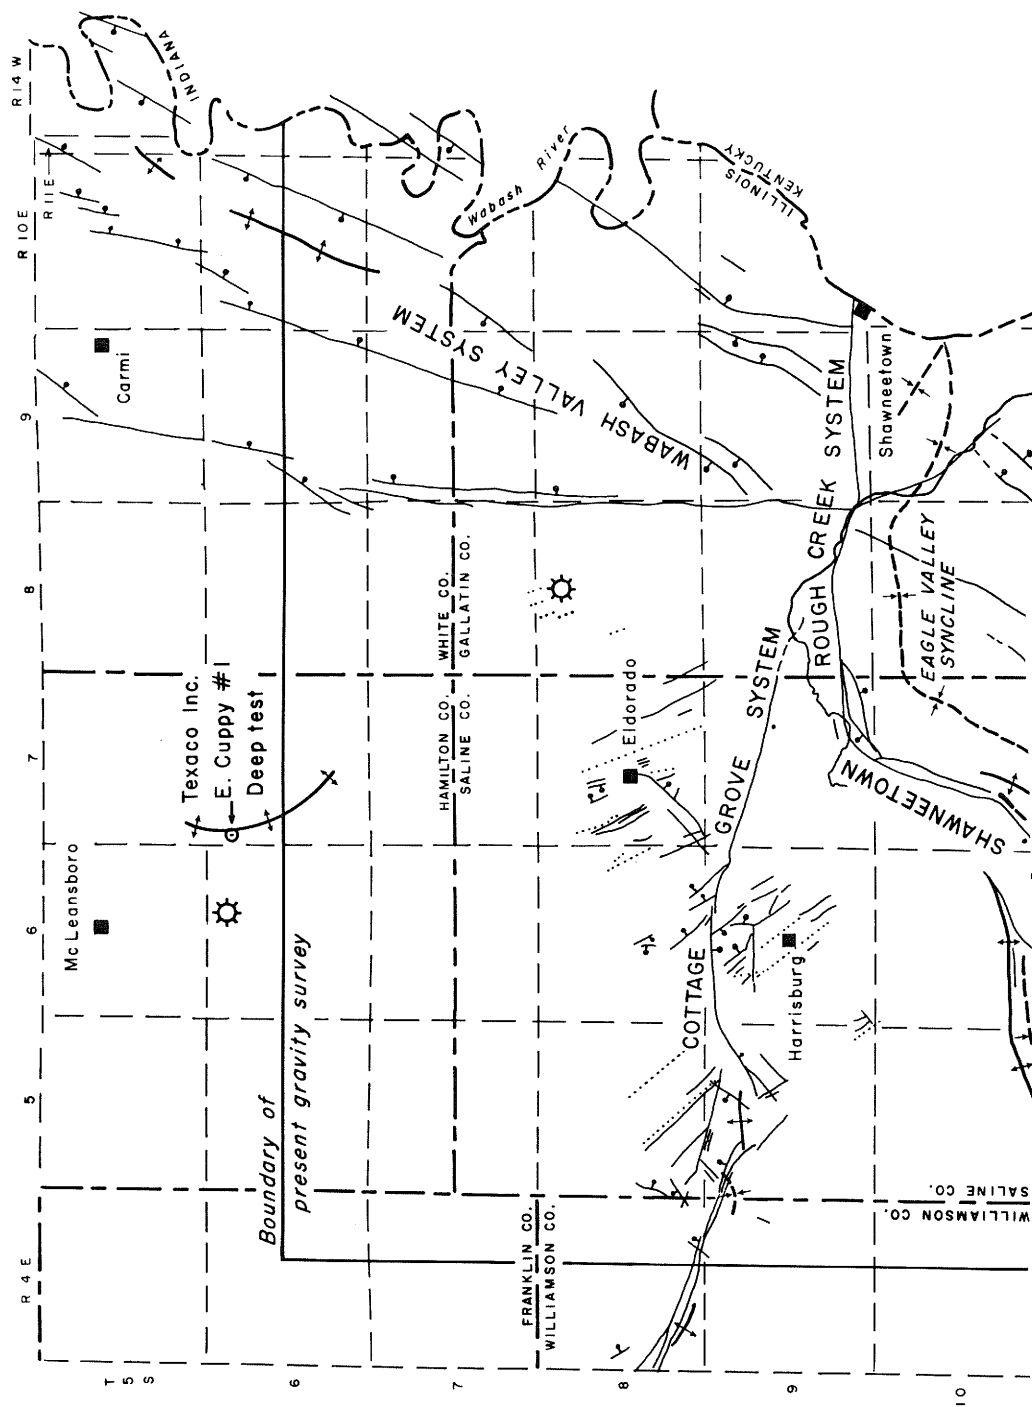 R 4 E
5
6
7
8
9
R 10 E
R 11 E
R 14 W
T
5
S
6
7
8
9
10
Mc Leansboro
Carmi
INDIANA
Texaco Inc.
E. Cuppy #1
Deep test
Boundary of
present gravity survey
WABASH VALLEY SYSTEM
Wabash River
HAMILTON CO.
SALINE CO.
WHITE CO.
GALLATIN CO.
FRANKLIN CO.
WILLIAMSON CO.
Eldorado
ILLINOIS
KENTUCKY
COTTAGE GROVE SYSTEM
Harrisburg
ROUGH CREEK SYSTEM
Shawneetown
SHAWNEETOWN
EAGLE VALLEY
SYNCLINE
WILLIAMSON CO.
SALINE CO.